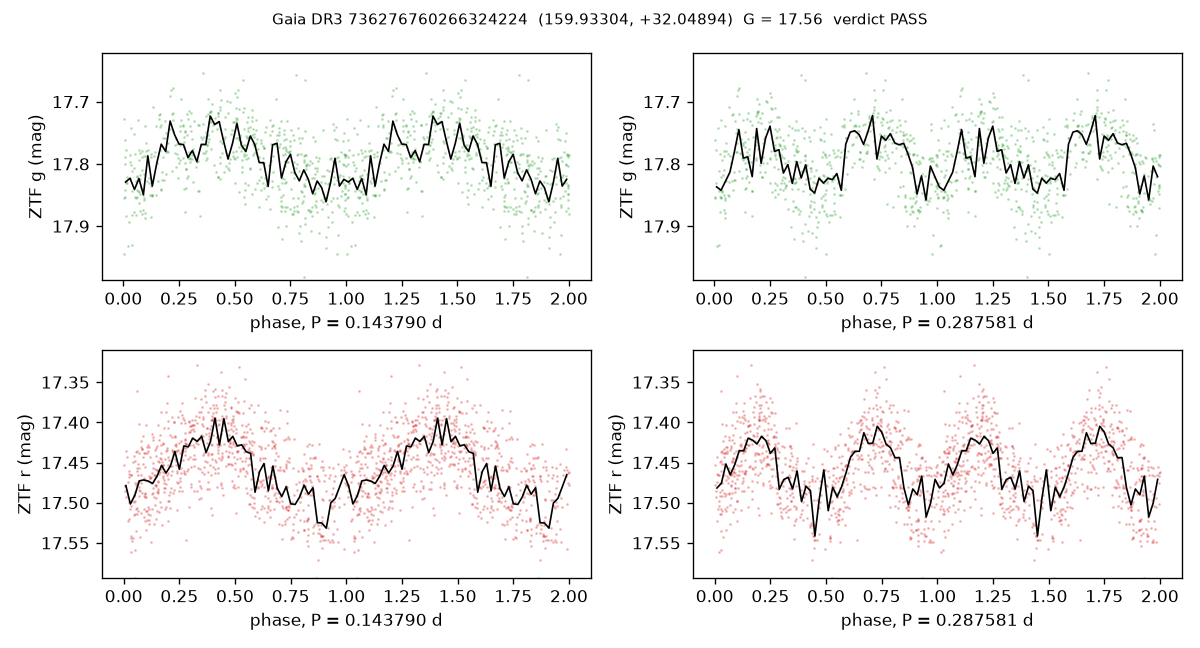 Gaia DR3 736276760266324224  (159.93304, +32.04894)  G = 17.56  verdict PASS
ZTF g (mag)
17.7
17.8
17.9
0.00 0.25 0.50 0.75 1.00 1.25 1.50 1.75 2.00
phase, P = 0.143790 d
ZTF g (mag)
17.7
17.8
17.9
0.00 0.25 0.50 0.75 1.00 1.25 1.50 1.75 2.00
phase, P = 0.287581 d
ZTF r (mag)
17.35
17.40
17.45
17.50
17.55
0.00 0.25 0.50 0.75 1.00 1.25 1.50 1.75 2.00
phase, P = 0.143790 d
ZTF r (mag)
17.35
17.40
17.45
17.50
17.55
0.00 0.25 0.50 0.75 1.00 1.25 1.50 1.75 2.00
phase, P = 0.287581 d